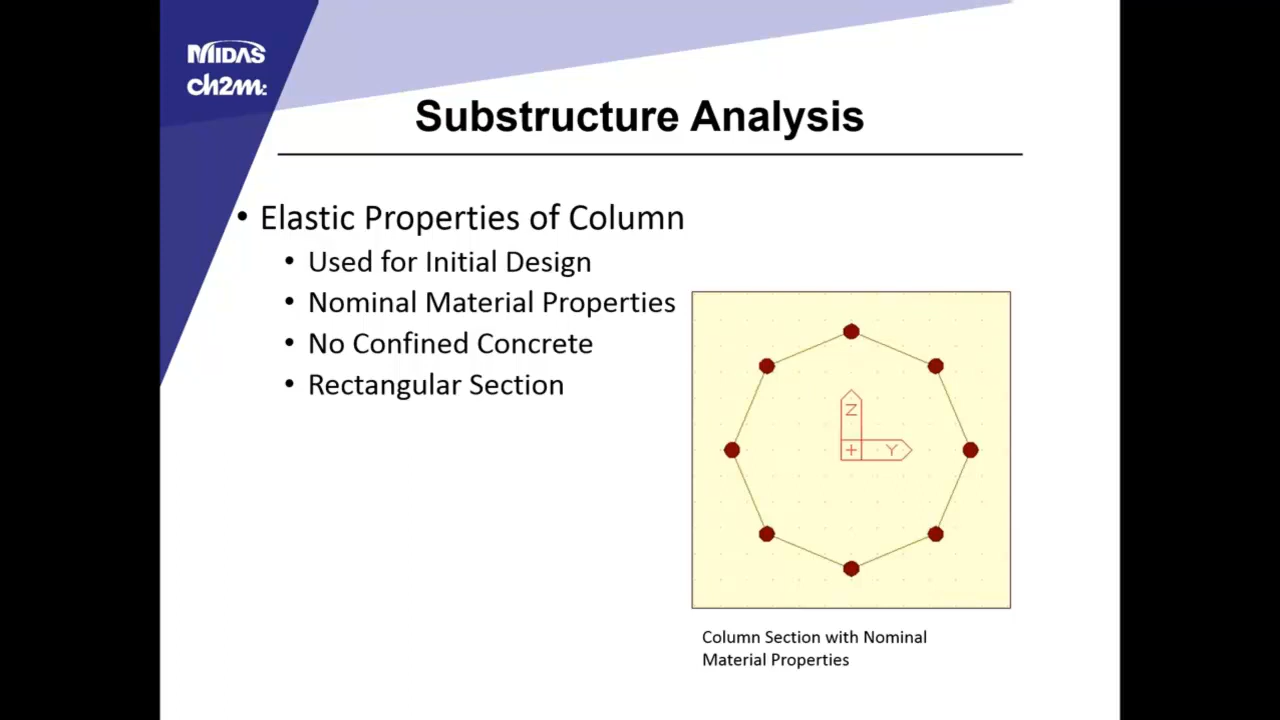 MIDAS
ch2m:
Substructure Analysis
• Elastic Properties of Column
• Used for Initial Design
• Nominal Material Properties
• No Confined Concrete
• Rectangular Section
Z
+ Y
Column Section with Nominal
Material Properties